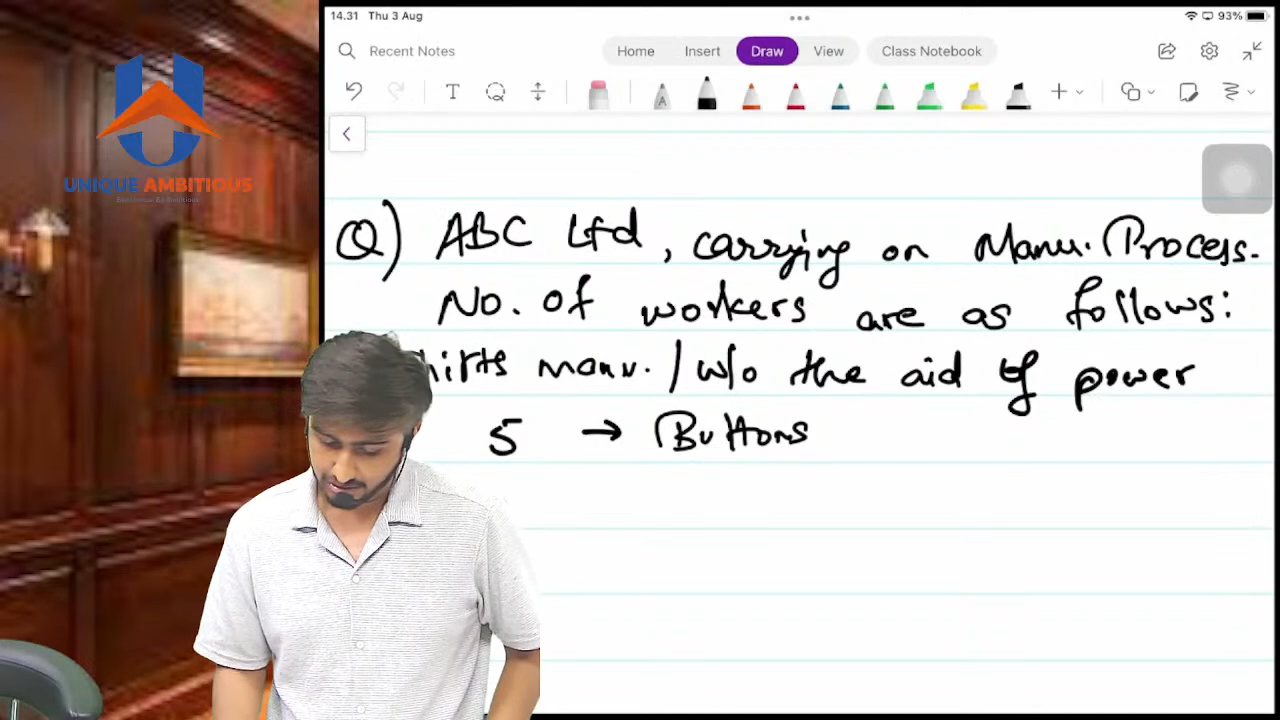 14.31 Thu 3 Aug
93%
Recent Notes
Home Insert Draw View Class Notebook
UNIQUE AMBITIOUS
Q) ABC Ltd, carrying on Manu. Process.
No. of workers are as follows:
manu. / w/o the aid of power
5 → Buttons